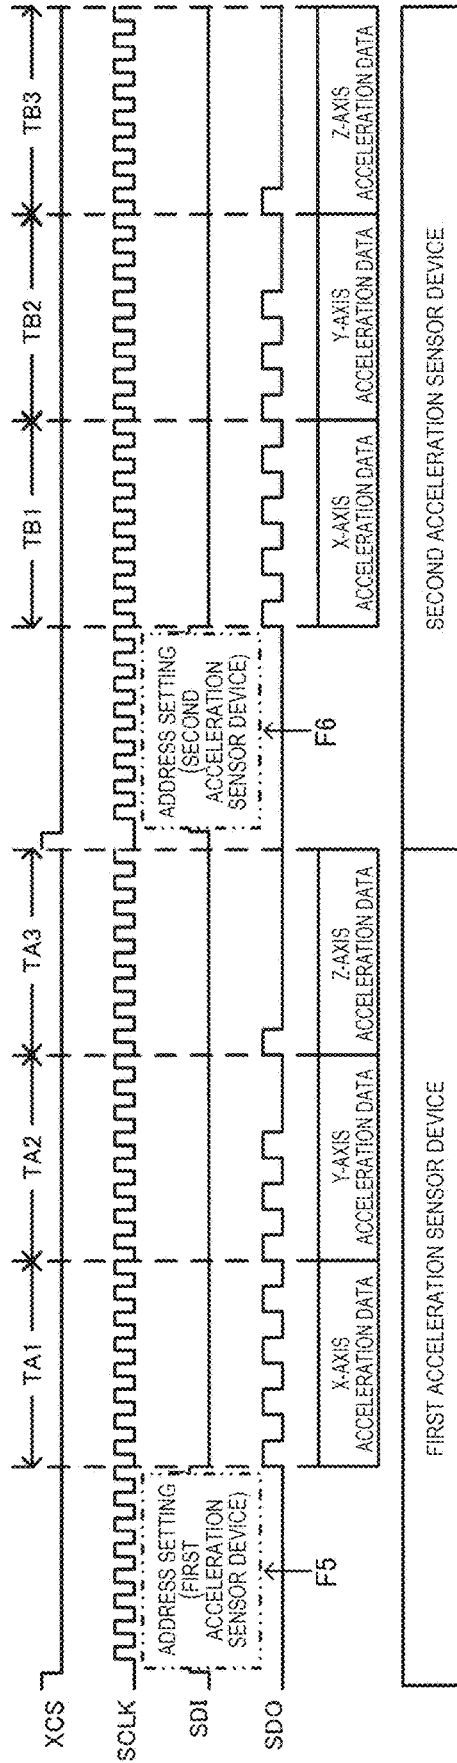 TA1
TA2
TA3
TB1
TB2
TB3
XCS
SCLK
SDI
ADDRESS SETTING
(FIRST
ACCELERATION
SENSOR DEVICE)
ADDRESS SETTING
(SECOND
ACCELERATION
SENSOR DEVICE)
SDO
F5
F6
X-AXIS
ACCELERATION DATA
Y-AXIS
ACCELERATION DATA
Z-AXIS
ACCELERATION DATA
X-AXIS
ACCELERATION DATA
Y-AXIS
ACCELERATION DATA
Z-AXIS
ACCELERATION DATA
FIRST ACCELERATION SENSOR DEVICE
SECOND ACCELERATION SENSOR DEVICE